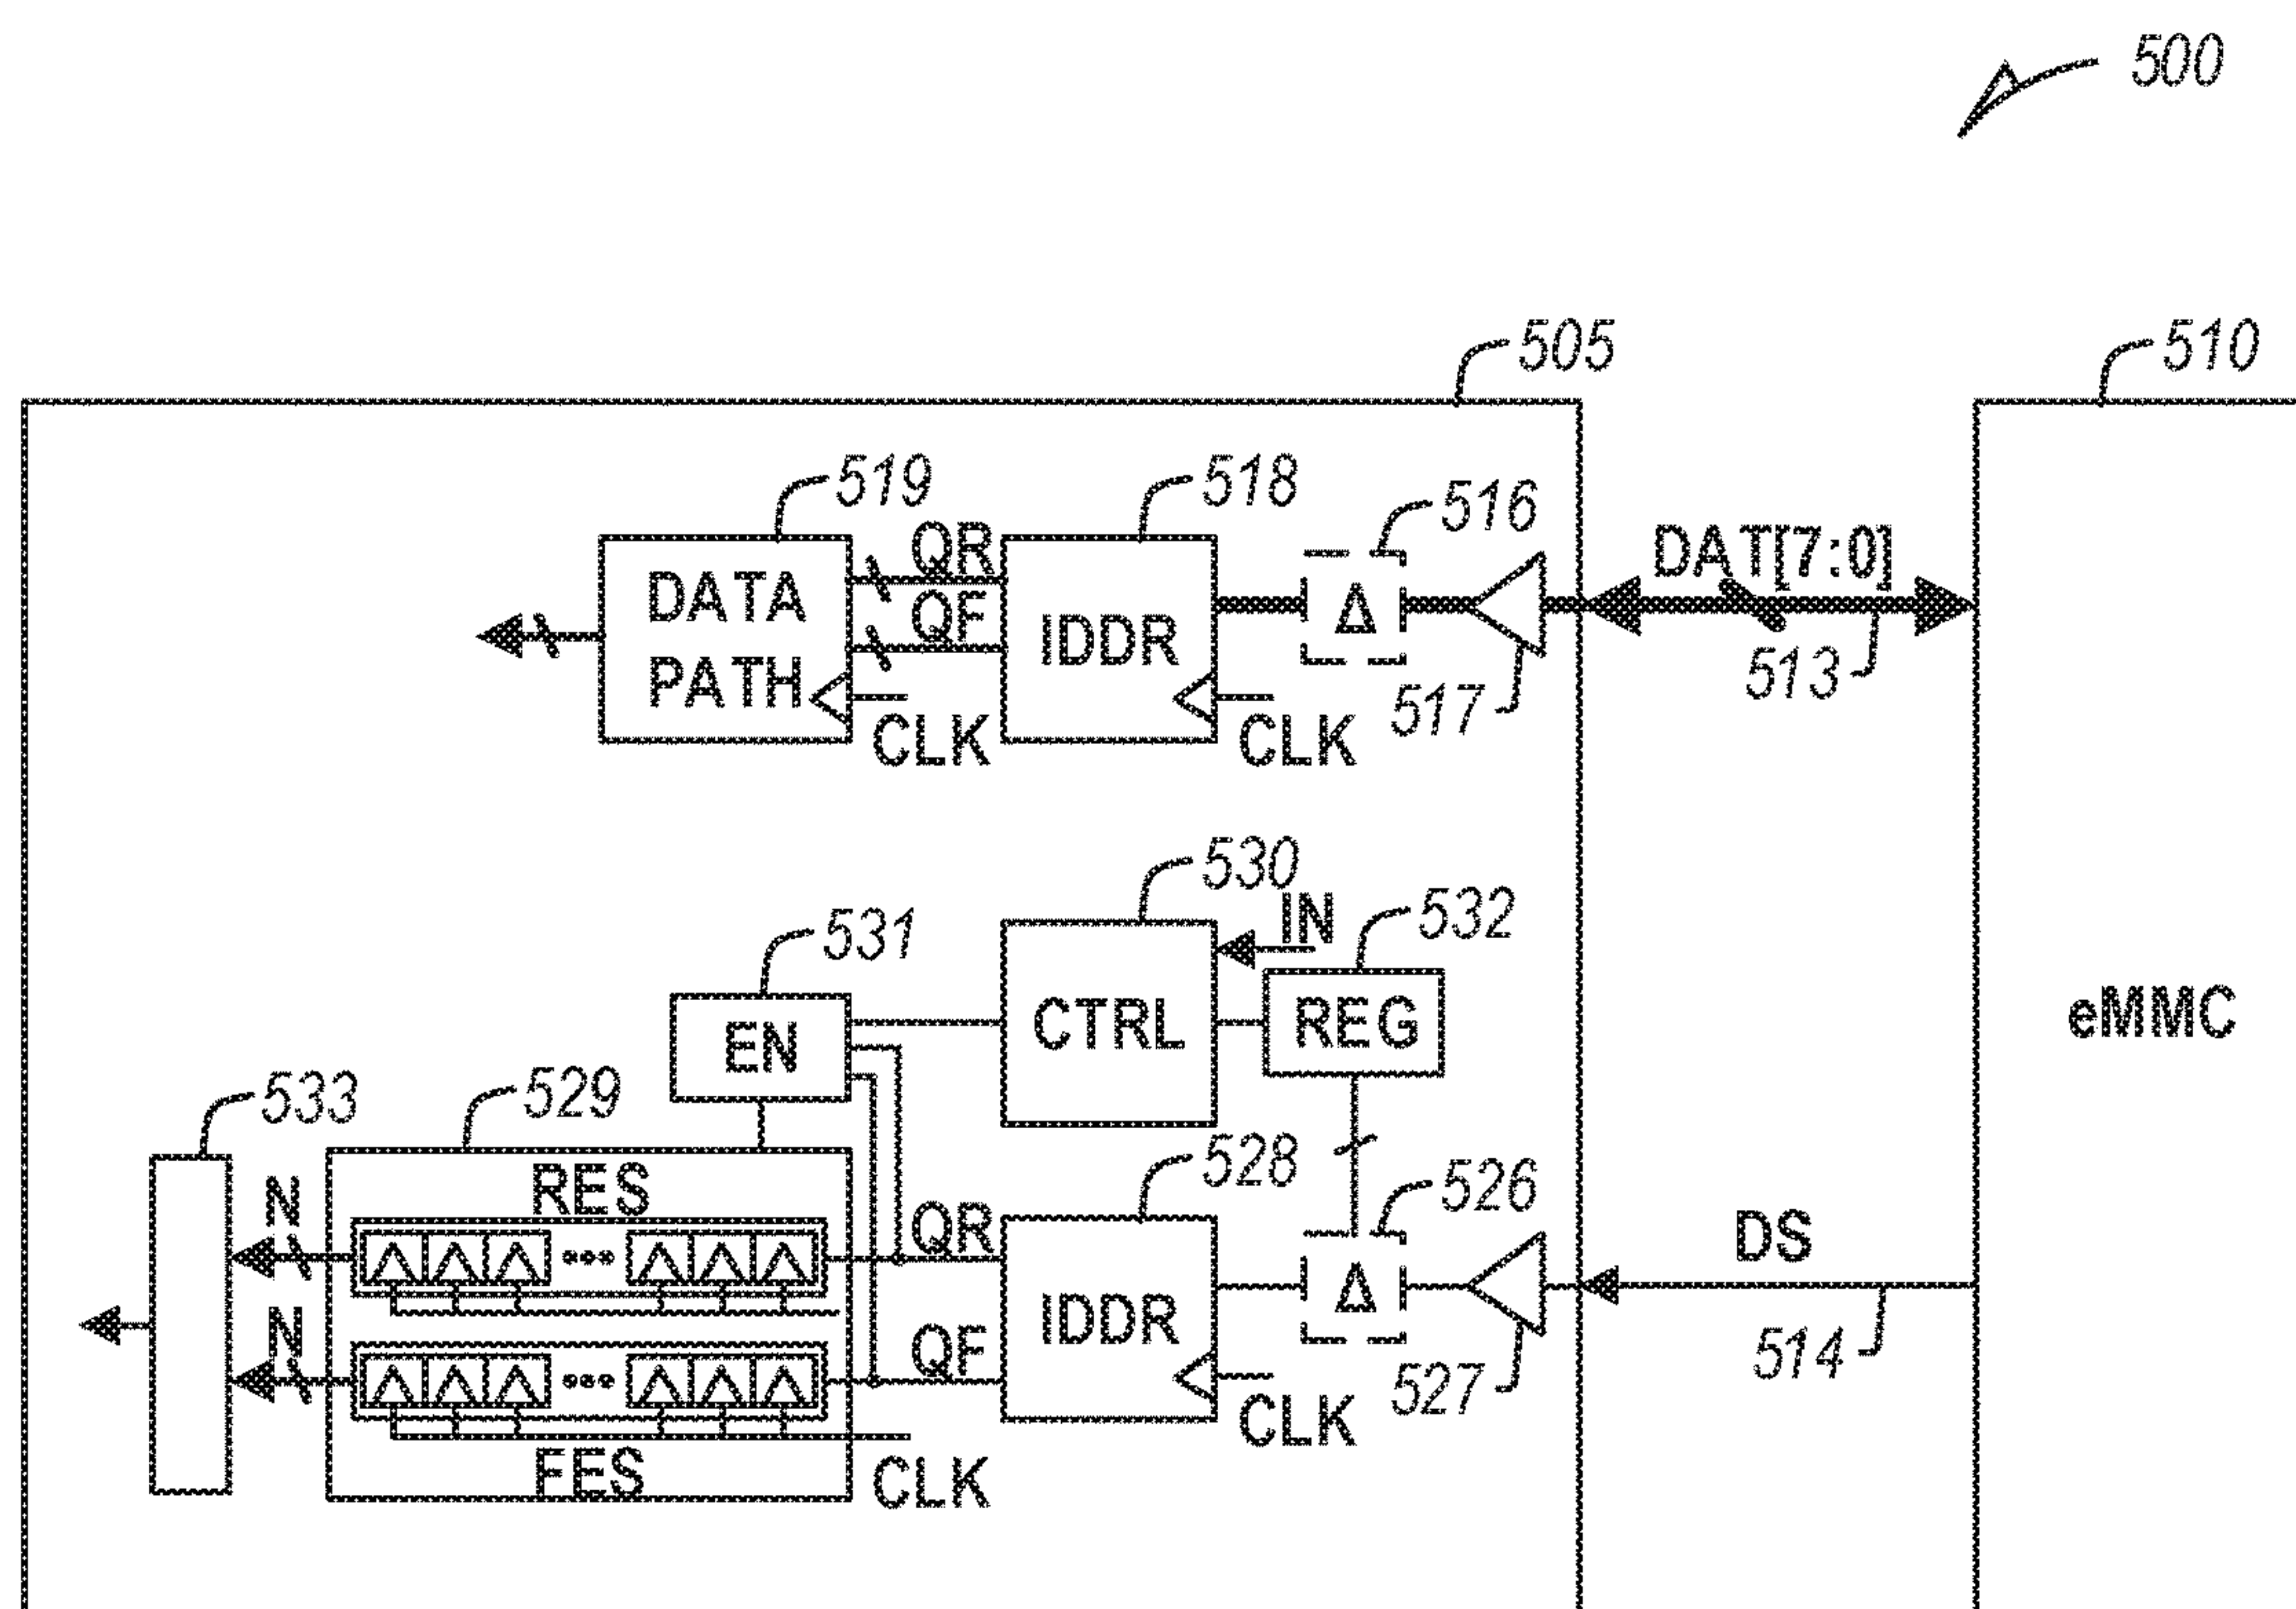 500
505
510
519
518
516
DAT[7:0]
QR
QF
DATA
PATH
IDDR
Δ
513
517
CLK
CLK
530
IN
532
531
EN
CTRL
REG
eMMC
533
529
528
526
RES
N
QR
DS
IDDR
Δ
N
QF
514
527
CLK
FES
CLK